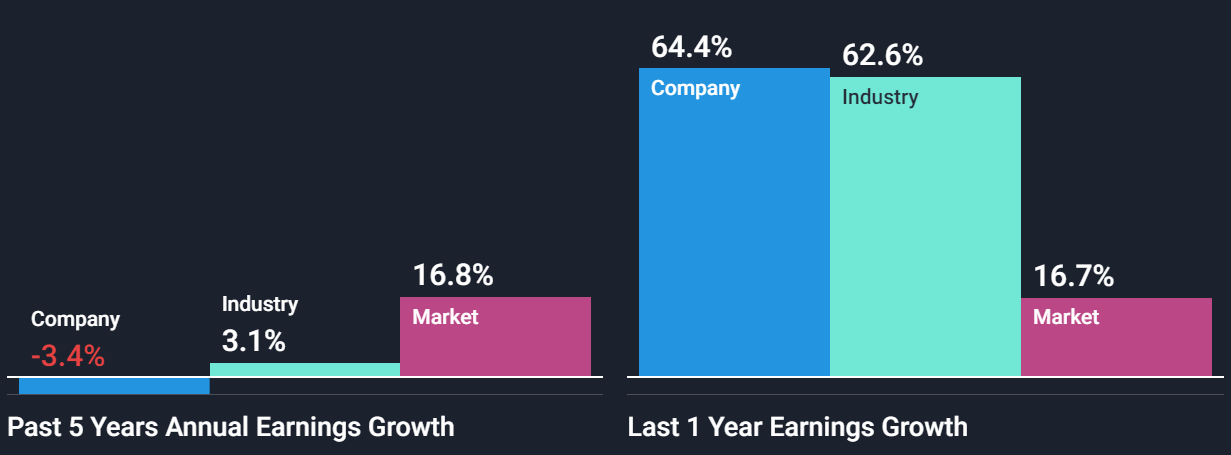 Company
-3.4%
Industry
3.1%
16.8%
Market
Past 5 Years Annual Earnings Growth
64.4%
Company
62.6%
Industry
16.7%
Market
Last 1 Year Earnings Growth